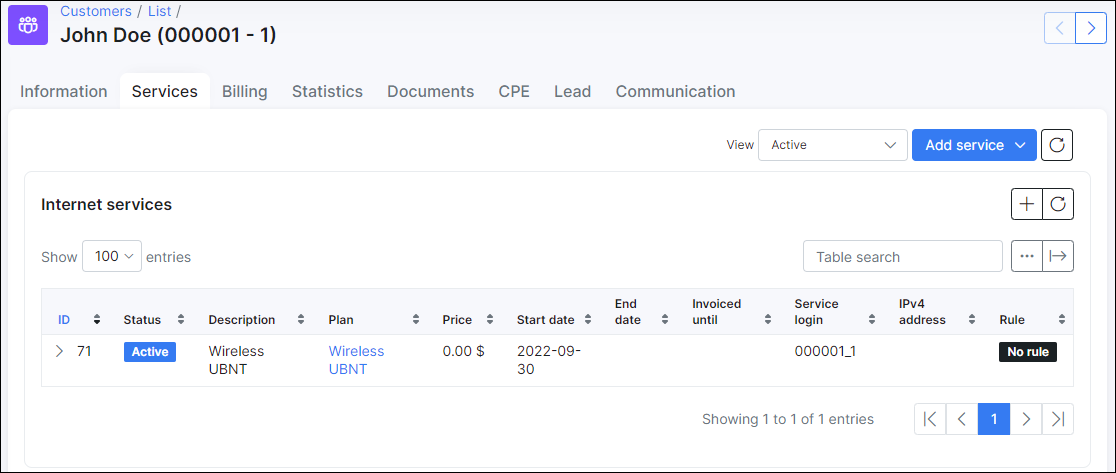 Customers / List /
John Doe (000001 - 1)
Information Services Billing Statistics Documents CPE Lead Communication
View Active Add service
Internet services
Show 100 entries Table search
ID Status Description Plan Price Start date End date Invoiced until Service login IPv4 address Rule
71 Active Wireless UBNT Wireless UBNT 0.00 $ 2022-09-30 000001_1 No rule
Showing 1 to 1 of 1 entries 1